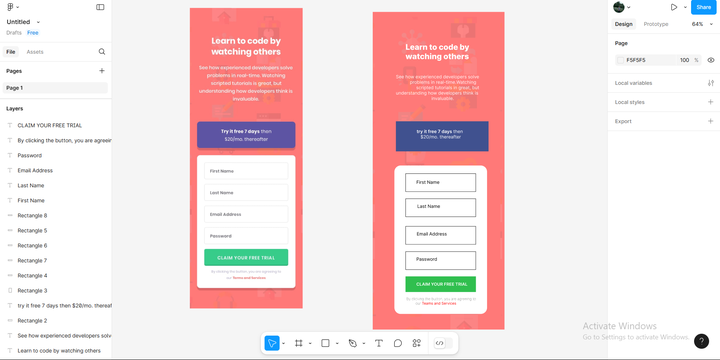 Untitled
Drafts
Free
File
Assets
Pages
Page 1
Layers
CLAIM YOUR FREE TRIAL
By clicking the button, you are agreein
Password
Email Address
Last Name
First Name
Rectangle 8
Rectangle 5
Rectangle 6
Rectangle 7
Rectangle 4
Rectangle 3
try it free 7 days then $20/mo. thereaf
Rectangle 2
See how experienced developers solv
Learn to code by watching others
Learn to code by
watching others
See how experienced developers solve
problems in real-time. Watching
scripted tutorials is great, but
understanding how developers think is
invaluable.
Try it free 7 days then
$20/mo. thereafter
First Name
Last Name
Email Address
Password
CLAIM YOUR FREE TRIAL
By clicking the button, you are agreeing to
our Terms and Services
Learn to code by
watching others
See how experienced developers solve
problems in real-time. Watching
scripted tutorials is great, but
understanding how developers think is
invaluable.
try it free 7 days then
$20/mo. thereafter
First Name
Last Name
Email Address
Password
CLAIM YOUR FREE TRIAL
By clicking the button, you are agreeing to
our Terms and Services
Share
Design
Prototype
64%
Page
F5F5F5
100
%
Local variables
Local styles
Export
Activate Windows
Go to Settings to activate Windows.
?